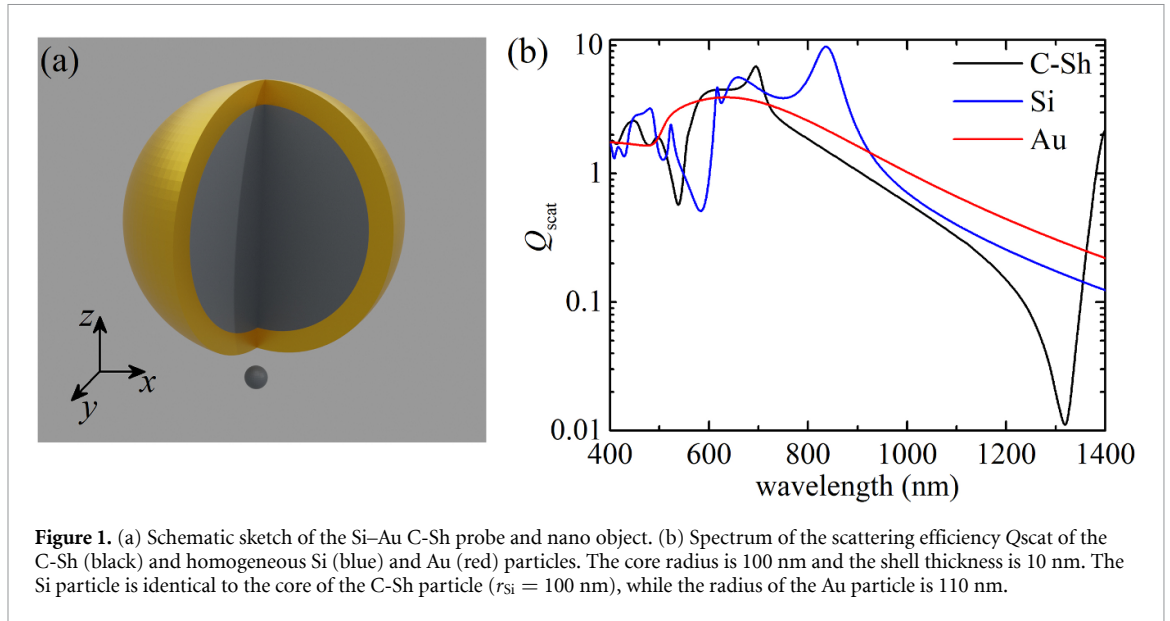 (a)
z
x
y
(b)
10
1
0.1
0.01
Qscat
C-Sh
Si
Au
400 600 800 1000 1200 1400
wavelength (nm)
Figure 1. (a) Schematic sketch of the Si–Au C-Sh probe and nano object. (b) Spectrum of the scattering efficiency Qscat of the
C-Sh (black) and homogeneous Si (blue) and Au (red) particles. The core radius is 100 nm and the shell thickness is 10 nm. The
Si particle is identical to the core of the C-Sh particle (rSi = 100 nm), while the radius of the Au particle is 110 nm.